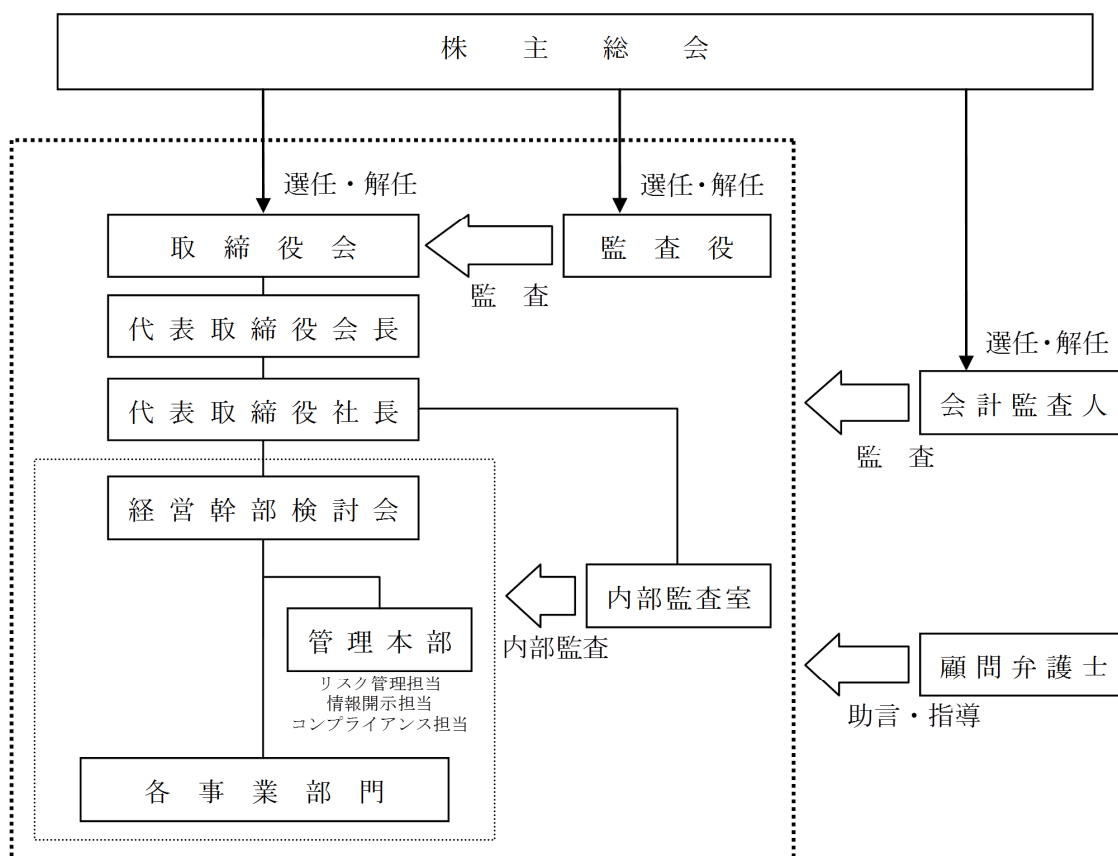 株主総会
選任・解任
選任・解任
取締役会
監査役
監査
代表取締役会長
選任・解任
代表取締役社長
会計監査人
監査
経営幹部検討会
内部監査室
管理本部
内部監査
顧問弁護士
リスク管理担当
情報開示担当
コンプライアンス担当
助言・指導
各事業部門